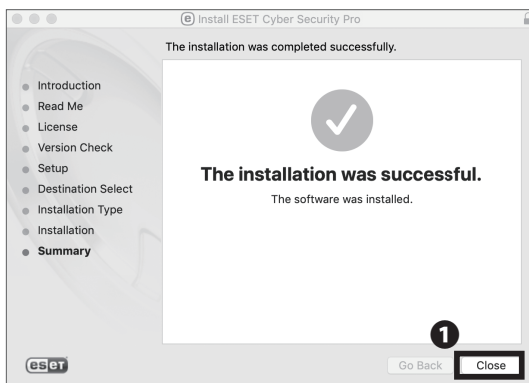 Install ESET Cyber Security Pro
The installation was completed successfully.
Introduction
Read Me
License
Version Check
Setup
Destination Select
Installation Type
Installation
Summary
The installation was successful.
The software was installed.
1
eseT
Go Back
Close